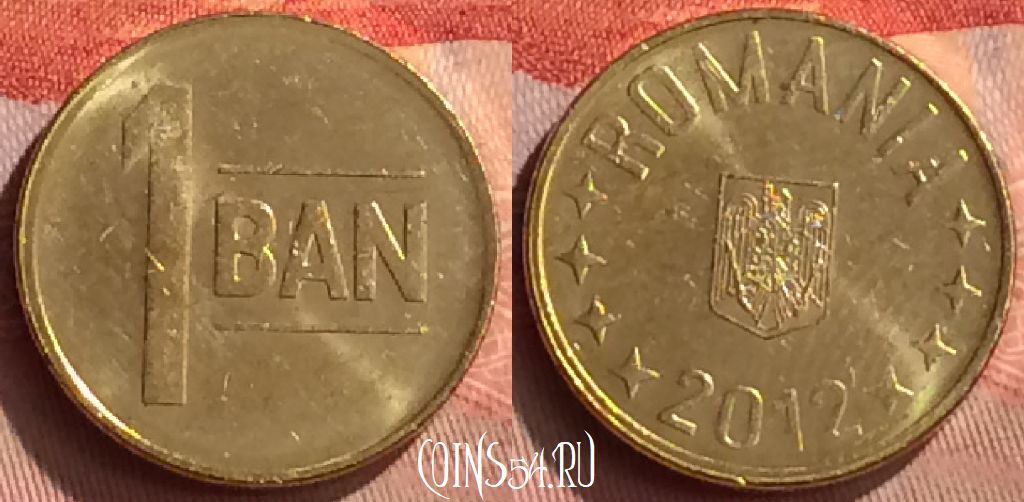 1
BAN
ROMANIA
2012
COINS54.RU